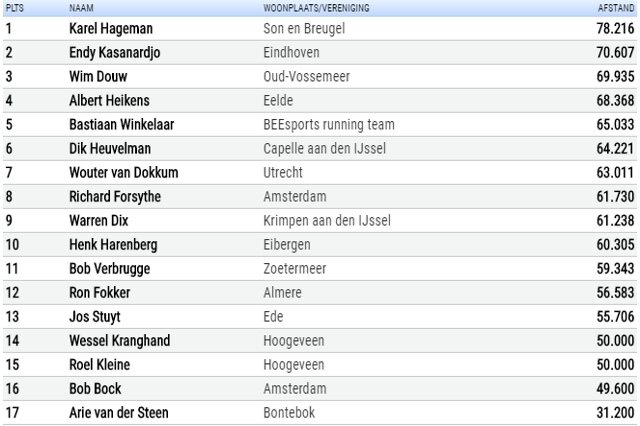 PLTS NAAM WOONPLAATS/VERENIGING AFSTAND
1 Karel Hageman Son en Breugel 78.216
2 Endy Kasanardjo Eindhoven 70.607
3 Wim Douw Oud-Vossemeer 69.935
4 Albert Heikens Eelde 68.368
5 Bastiaan Winkelaar BEEsports running team 65.033
6 Dik Heuvelman Capelle aan den IJssel 64.221
7 Wouter van Dokkum Utrecht 63.011
8 Richard Forsythe Amsterdam 61.730
9 Warren Dix Krimpen aan den IJssel 61.238
10 Henk Harenberg Eibergen 60.305
11 Bob Verbrugge Zoetermeer 59.343
12 Ron Fokker Almere 56.583
13 Jos Stuyt Ede 55.706
14 Wessel Kranghand Hoogeveen 50.000
15 Roel Kleine Hoogeveen 50.000
16 Bob Bock Amsterdam 49.600
17 Arie van der Steen Bontebok 31.200